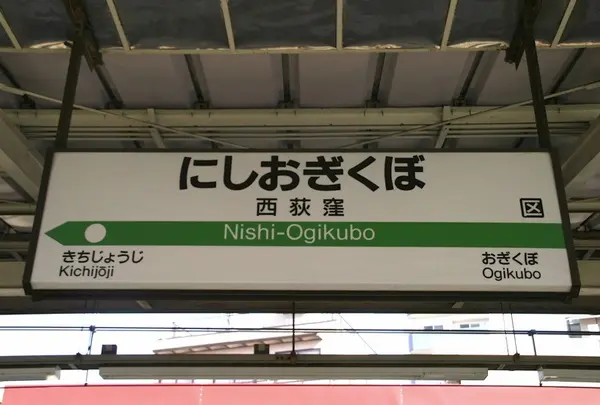 にしおぎくぼ
西荻窪
区
Nishi-Ogikubo
きちじょうじ
Kichijōji
おぎくぼ
Ogikubo